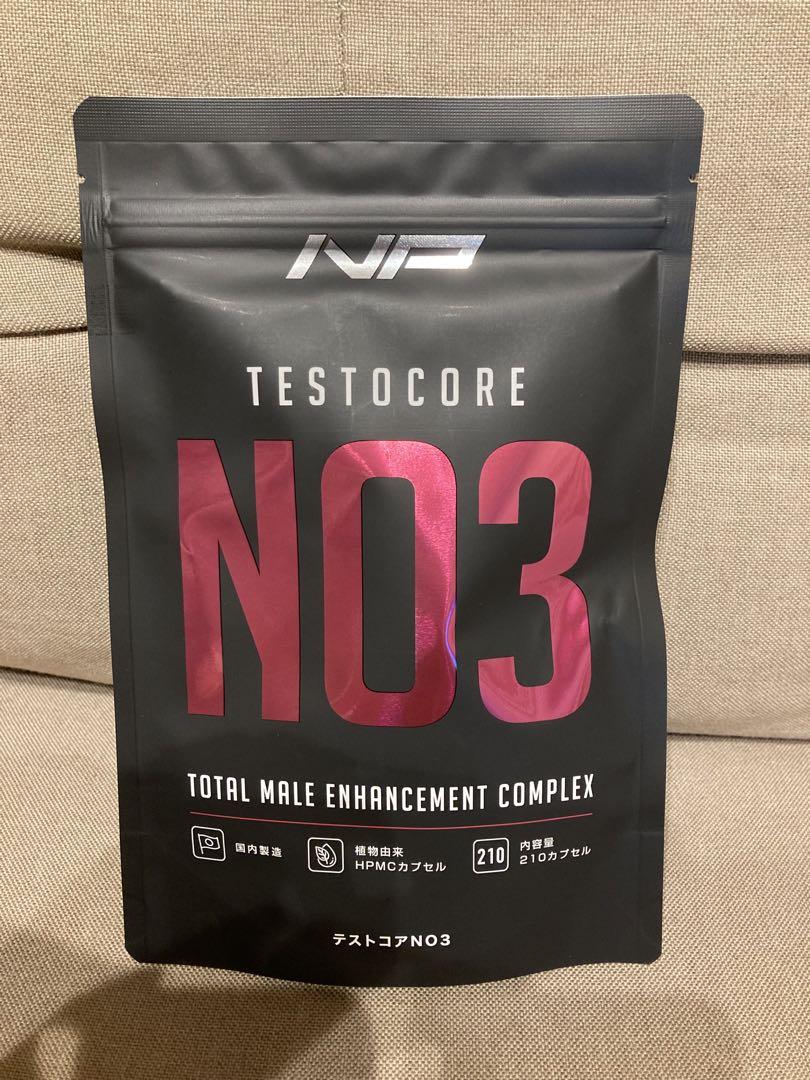 NP
TESTOCORE
NO3
TOTAL MALE ENHANCEMENT COMPLEX
国内製造
植物由来
HPMCカプセル
210
内容量
210カプセル
テストコアNO3